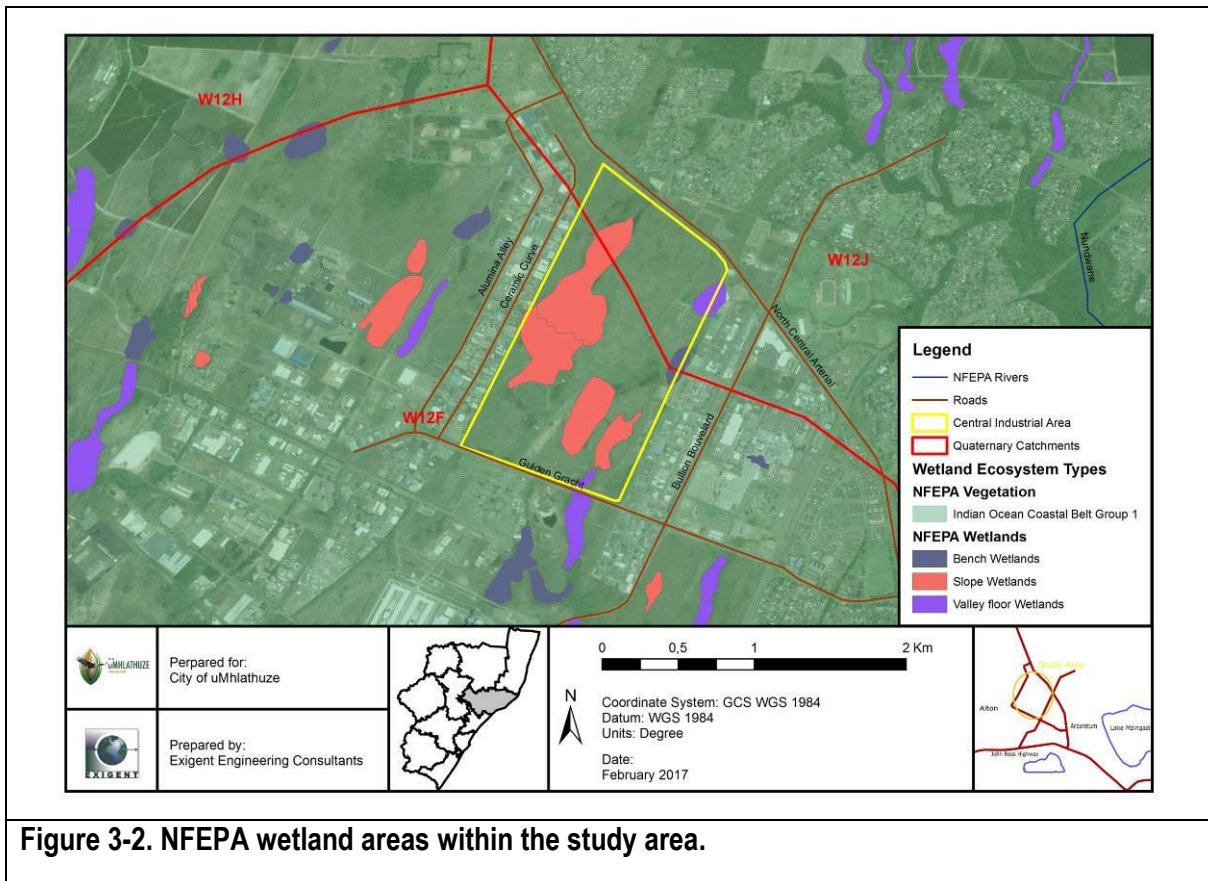 W12H
W12J
W12F
Alumina Alley
Ceramic Curve
North Central Arterial
Bullion Bouvelard
Gulden Gracht
Nundwane
Legend
NFEPA Rivers
Roads
Central Industrial Area
Quaternary Catchments
Wetland Ecosystem Types
NFEPA Vegetation
Indian Ocean Coastal Belt Group 1
NFEPA Wetlands
Bench Wetlands
Slope Wetlands
Valley floor Wetlands
uMHLATHUZE
Perpared for:
City of uMhlathuze
EXIGENT
Prepared by:
Exigent Engineering Consultants
0 0,5 1 2 Km
N
Coordinate System: GCS WGS 1984
Datum: WGS 1984
Units: Degree
Date:
February 2017
Study Area
Alton
Arboretum
Lake Mzingazi
John Ross Highway
Figure 3-2. NFEPA wetland areas within the study area.